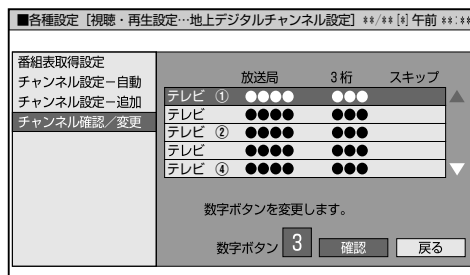 ■各種設定［視聴・再生設定…地上デジタルチャンネル設定］ **/** [*] 午前 **:**
番組表取得設定
チャンネル設定－自動
チャンネル設定－追加
チャンネル確認／変更
放送局 3桁 スキップ
テレビ ① ●●●● ●●●
テレビ ●●●● ●●●
テレビ ② ●●●● ●●●
テレビ ●●●● ●●●
テレビ ④ ●●●● ●●●
数字ボタンを変更します。
数字ボタン 3 確認 戻る